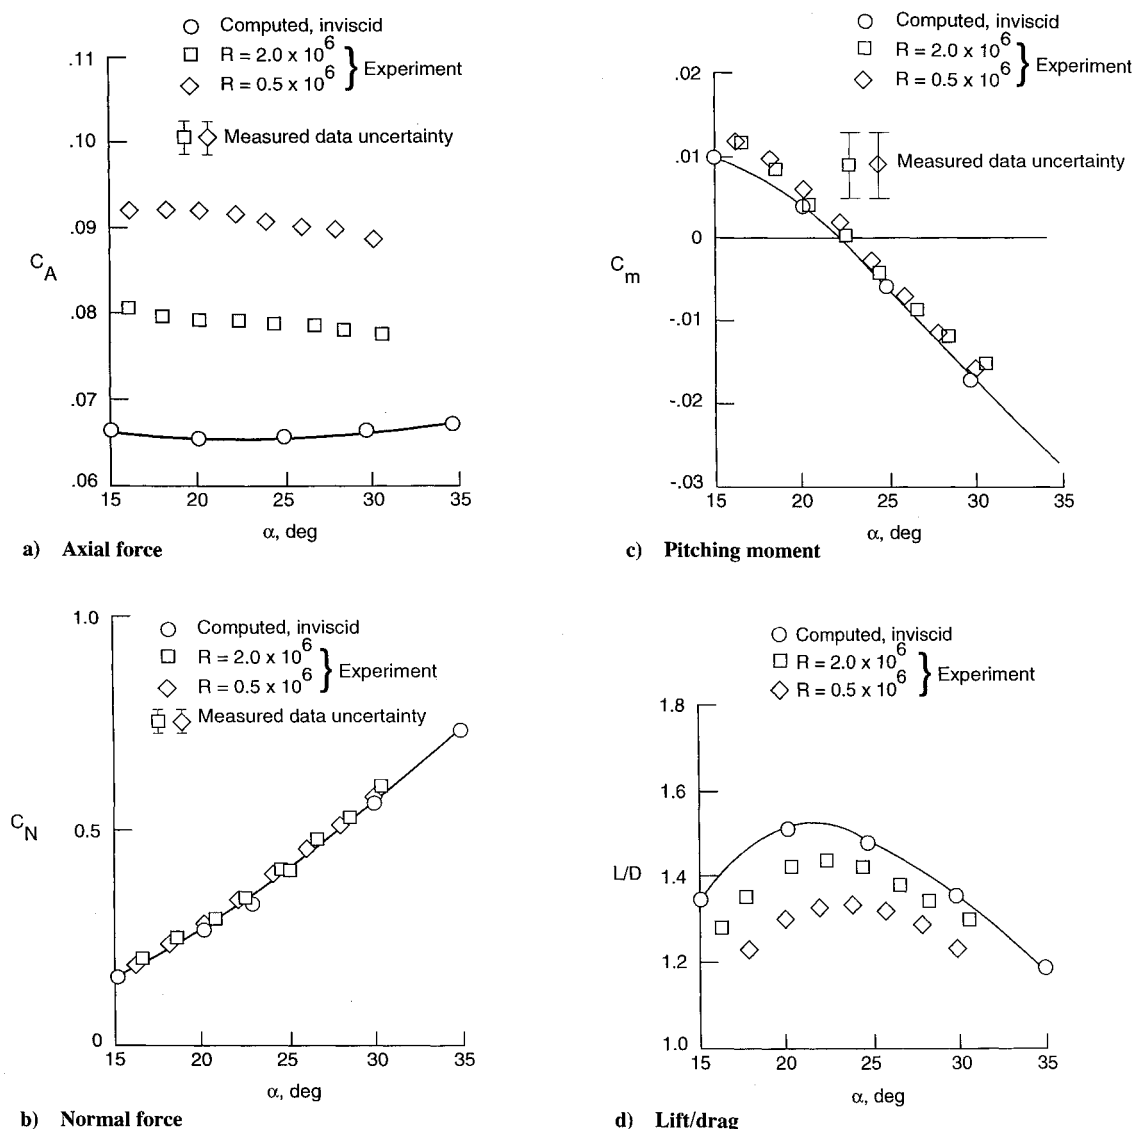 Computed, inviscid
R = 2.0 x 10^6
R = 0.5 x 10^6
} Experiment
Measured data uncertainty
.11
.10
.09
.08
.07
.06
C_A
15 20 25 30 35
α, deg
a) Axial force
Computed, inviscid
R = 2.0 x 10^6
R = 0.5 x 10^6
} Experiment
Measured data uncertainty
.02
.01
0
-.01
-.02
-.03
C_m
15 20 25 30 35
α, deg
c) Pitching moment
Computed, inviscid
R = 2.0 x 10^6
R = 0.5 x 10^6
} Experiment
Measured data uncertainty
1.0
0.5
0
C_N
15 20 25 30 35
α, deg
b) Normal force
Computed, inviscid
R = 2.0 x 10^6
R = 0.5 x 10^6
} Experiment
1.8
1.6
1.4
1.2
1.0
L/D
15 20 25 30 35
α, deg
d) Lift/drag